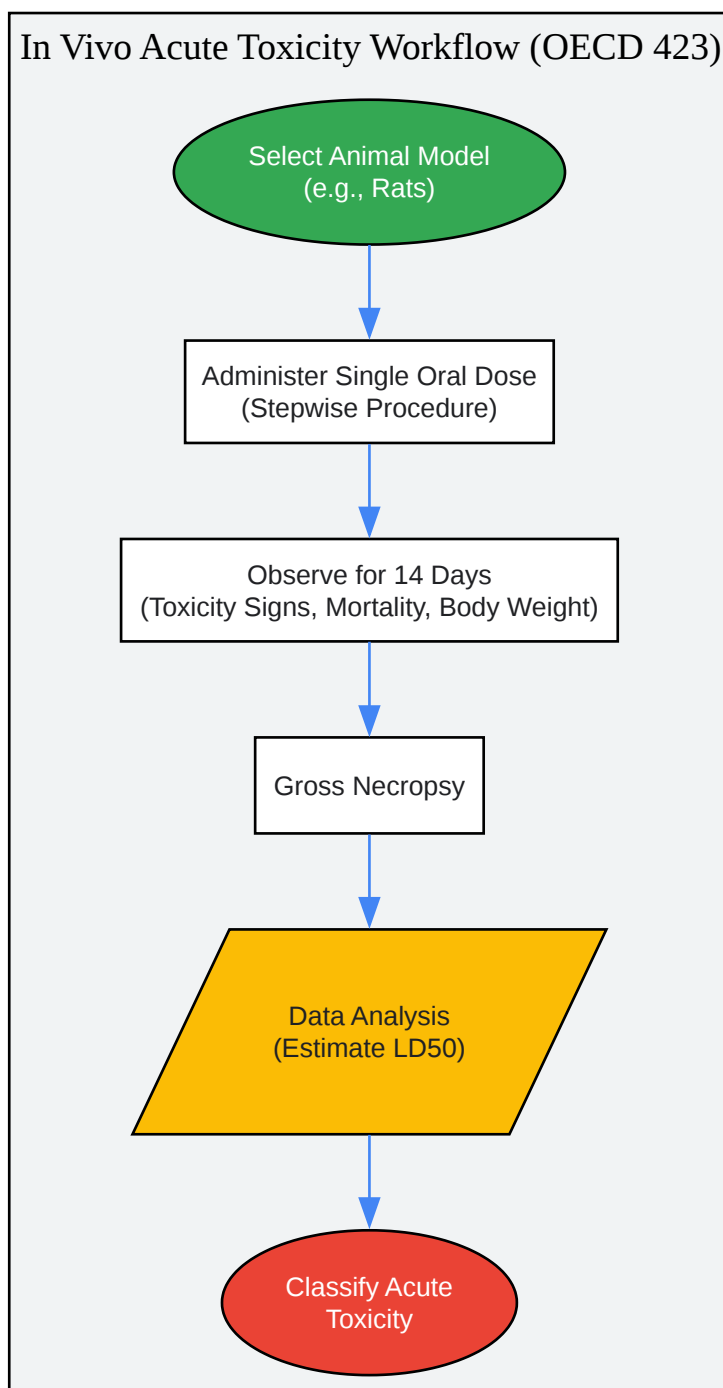 In Vivo Acute Toxicity Workflow (OECD 423)
Select Animal Model
(e.g., Rats)
Administer Single Oral Dose
(Stepwise Procedure)
Observe for 14 Days
(Toxicity Signs, Mortality, Body Weight)
Gross Necropsy
Data Analysis
(Estimate LD50)
Classify Acute
Toxicity